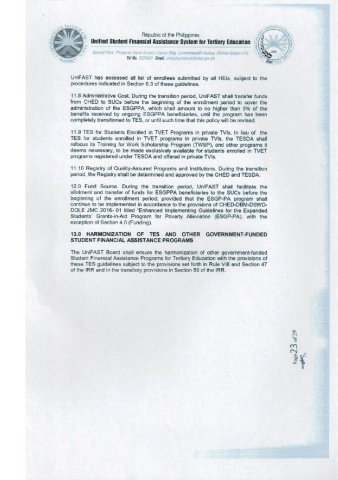 Republic of the Philippines
Unified Student Financial Assistance System for Tertiary Education
UniFAST has assessed all list of enrollees submitted by all HEIs, subject to the
procedures indicated in Section 6.5 of these guidelines.
11.8 Administrative Cost. During the transition period, UniFAST shall transfer funds
from CHED to SUCs before the beginning of the enrollment period to cover the
administration of the ESGPPA, which shall amount to no higher than 3% of the
benefits received by ongoing ESGPPA beneficiaries, until the program has been
completely transitioned to TES, or until such time that this policy will be revised.
11.9 TES for Students Enrolled in TVET Programs in private TVIs. In lieu of the
TES for students enrolled in TVET programs in private TVIs, the TESDA shall
refocus its Training for Work Scholarship Program (TWSP), and other programs it
deems necessary, to be made exclusively available for students enrolled in TVET
programs registered under TESDA and offered in private TVIs.
11.10 Registry of Quality-Assured Programs and Institutions. During the transition
period, the Registry shall be determined and approved by the CHED and TESDA.
12.0 Fund Source. During the transition period, UniFAST shall facilitate the
allotment and transfer of funds for ESGPPA beneficiaries to the SUCs before the
beginning of the enrollment period, provided that the ESGP-PA program shall
continue to be implemented in accordance to the provisions of CHED-DBM-DSWD-
DOLE JMC 2016- 01 titled "Enhanced Implementing Guidelines for the Expanded
Students' Grants-in-Aid Program for Poverty Alleviation (ESGP-PA), with the
exception of Section 4.0 (Funding).
13.0 HARMONIZATION OF TES AND OTHER GOVERNMENT-FUNDED
STUDENT FINANCIAL ASSISTANCE PROGRAMS
The UniFAST Board shall ensure the harmonization of other government-funded
Student Financial Assistance Programs for Tertiary Education with the provisions of
these TES guidelines subject to the provisions set forth in Rule VIII and Section 47
of the IRR and in the transitory provisions in Section 59 of the IRR.
Page 23 of 29